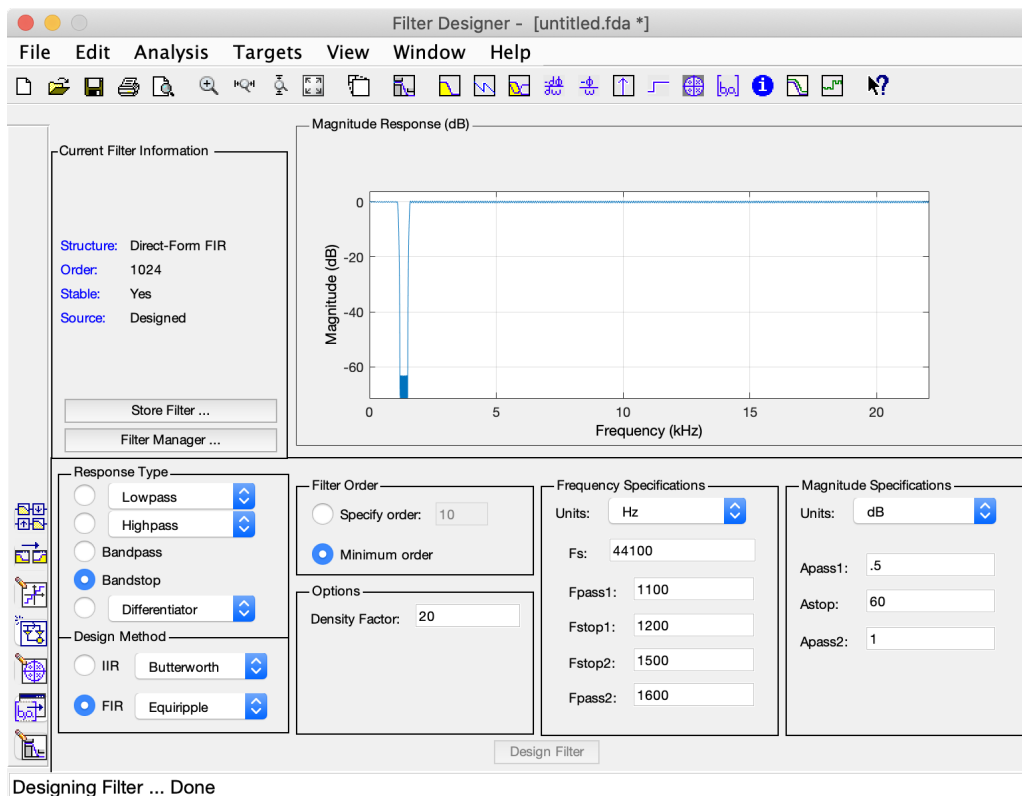 Filter Designer - [untitled.fda *]
File Edit Analysis Targets View Window Help
Magnitude Response (dB)
Current Filter Information
Structure: Direct-Form FIR
Order: 1024
Stable: Yes
Source: Designed
Store Filter ...
Filter Manager ...
0
-20
-40
-60
Magnitude (dB)
0 5 10 15 20
Frequency (kHz)
Response Type
Lowpass
Highpass
Bandpass
Bandstop
Differentiator
Design Method
IIR Butterworth
FIR Equiripple
Filter Order
Specify order: 10
Minimum order
Options
Density Factor: 20
Frequency Specifications
Units: Hz
Fs: 44100
Fpass1: 1100
Fstop1: 1200
Fstop2: 1500
Fpass2: 1600
Magnitude Specifications
Units: dB
Apass1: .5
Astop: 60
Apass2: 1
Design Filter
Designing Filter ... Done